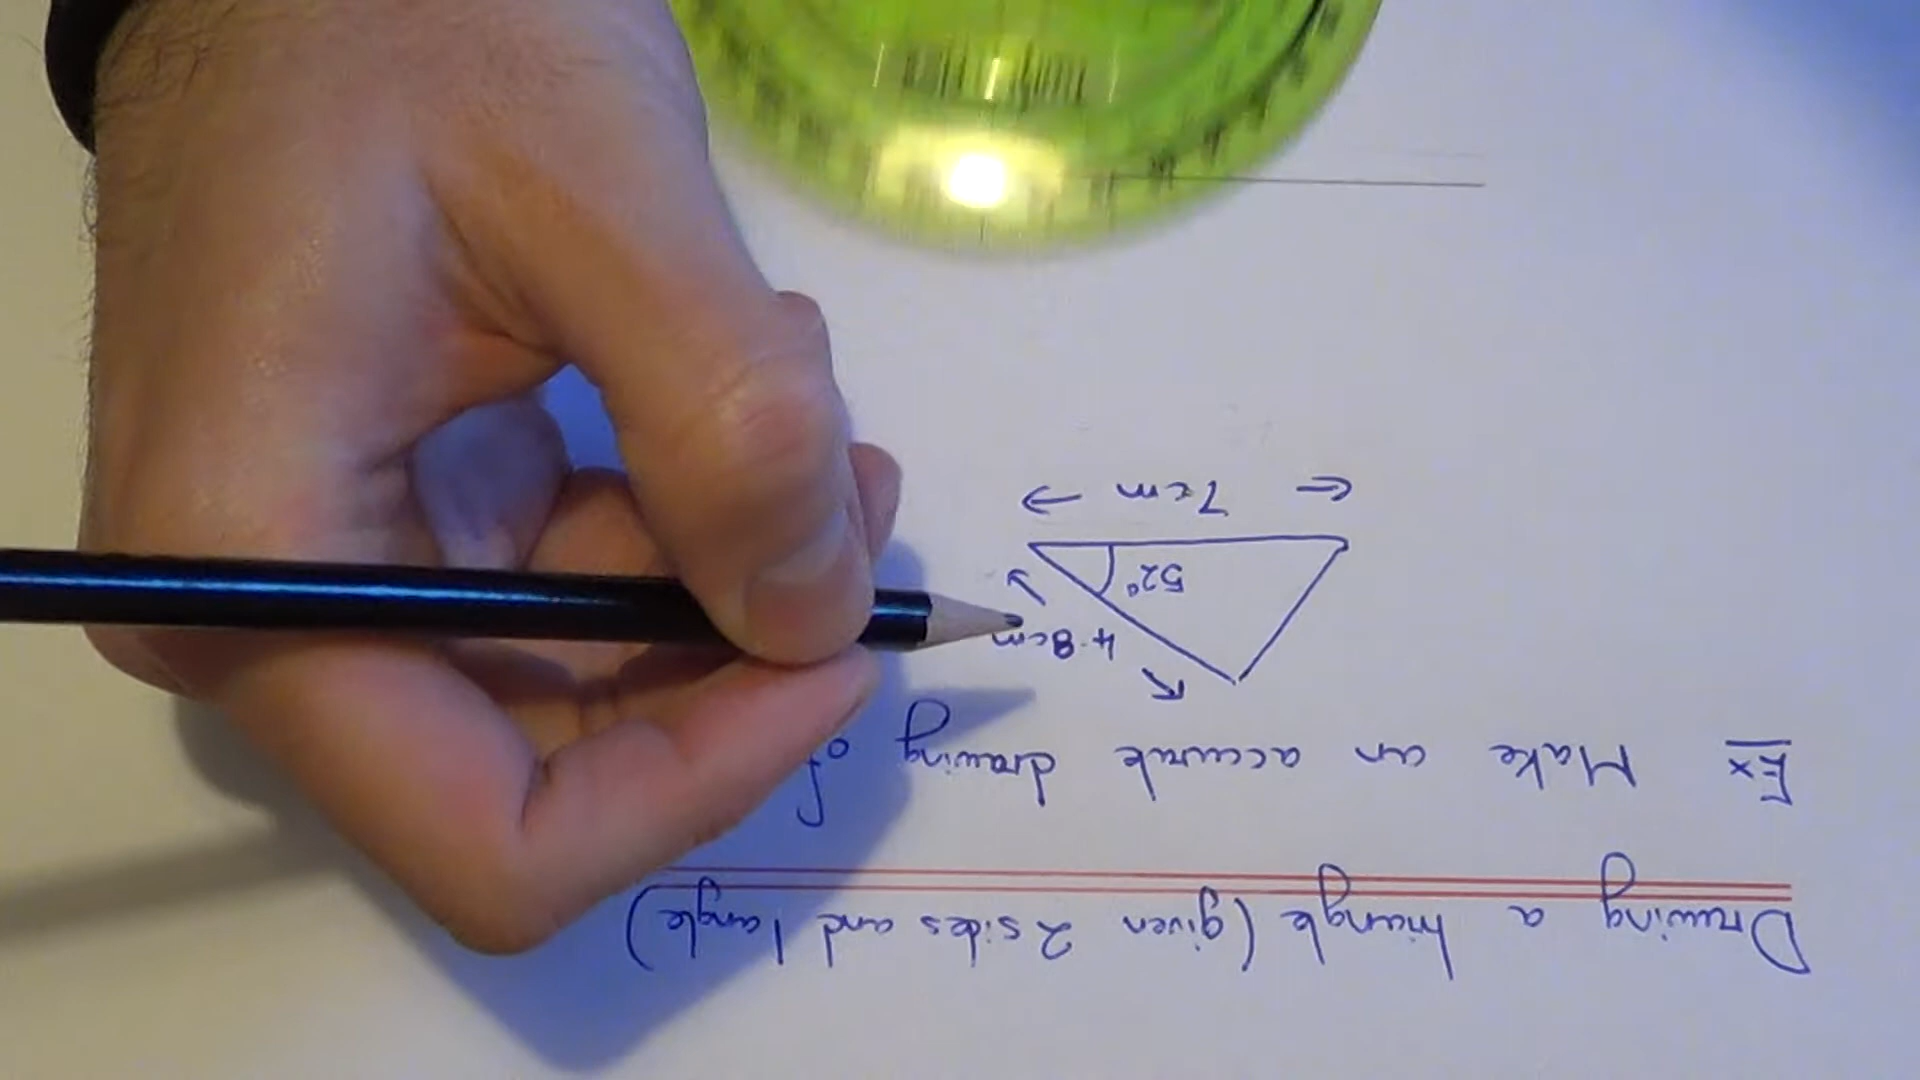 Drawing a triangle (given 2 sides and 1 angle)
Ex Make an accurate drawing of
4.8cm
52°
7cm